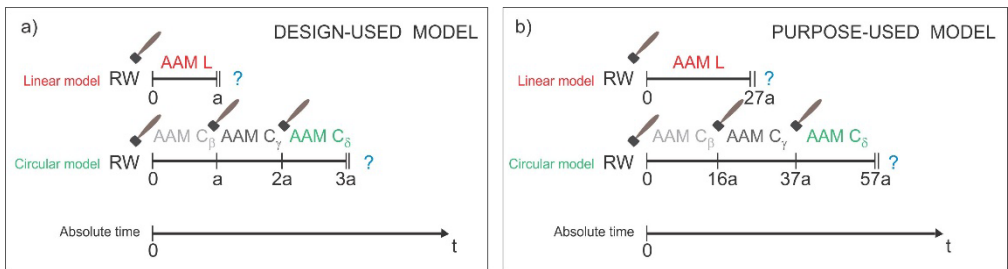 a)
DESIGN-USED MODEL
AAM L
Linear model RW ?
0 a
AAM Cβ AAM Cγ AAM Cδ
Circular model RW ?
0 a 2a 3a
Absolute time
0 t
b)
PURPOSE-USED MODEL
AAM L
Linear model RW ?
0 27a
AAM Cβ AAM Cγ AAM Cδ
Circular model RW ?
0 16a 37a 57a
Absolute time
0 t